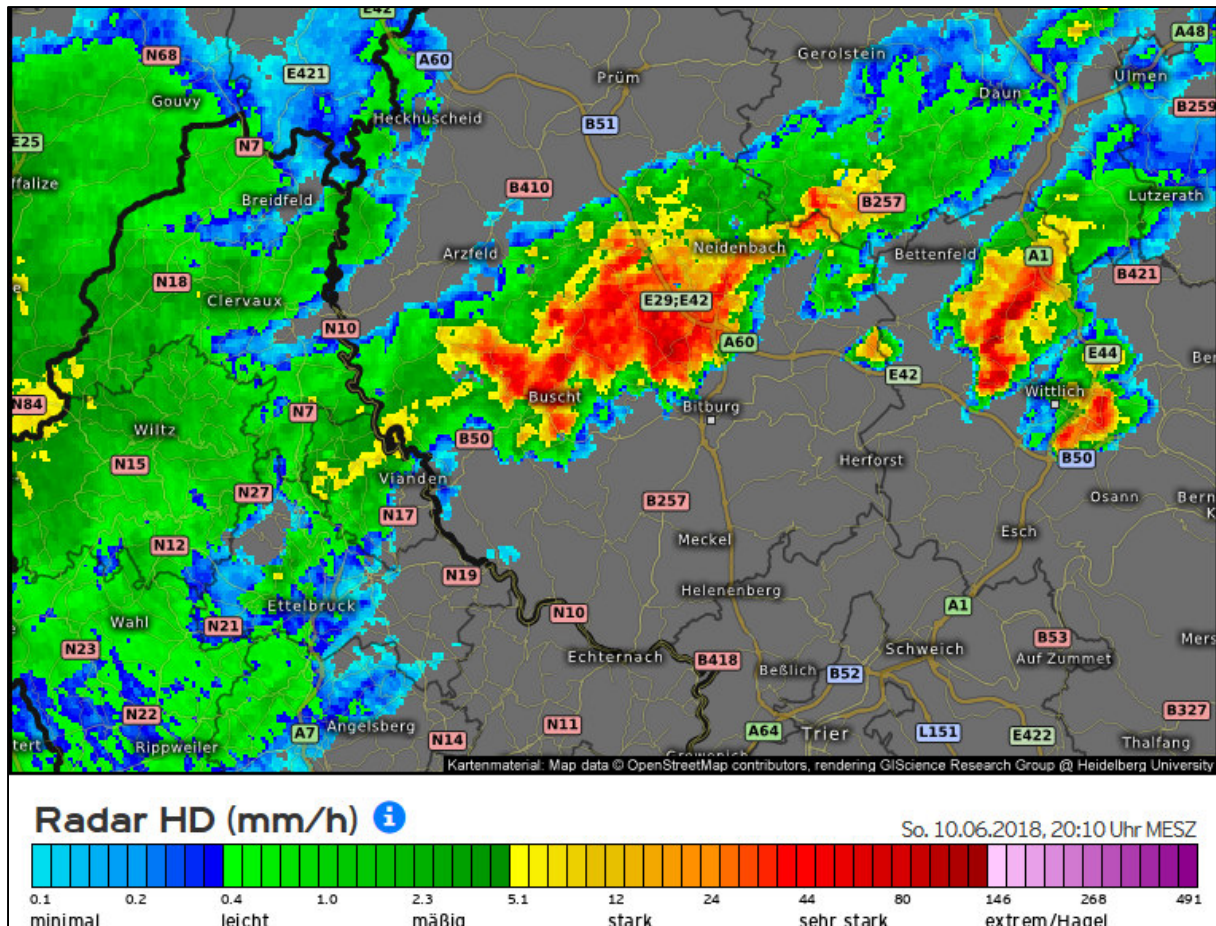 E42
N68
A60
E421
Gerolstein
A48
Prüm
Ulmen
Gouvy
Daun
B259
Heckhuscheid
B51
E25
N7
ffalize
B410
Breidfeld
B257
Lutzerath
Neidenbach
Arzfeld
Bettenfeld
A1
B421
N18
Clervaux
E29;E42
N10
A60
E44
Ber
E42
Wittlich
N84
Buscht
Bitburg
N7
Wiltz
B50
B50
Herforst
N15
Vianden
N27
B257
Osann
Bern
K
N17
Esch
N12
Meckel
N19
Helenenberg
Ettelbruck
A1
N10
Wahl
N21
B53
Mers
N23
Echternach
B418
Schweich
Auf Zummet
Beßlich
B52
N22
Angelsberg
N11
B327
A7
N14
A64
Trier
L151
E422
tert
Rippweiler
Thalfang
Kartenmaterial: Map data © OpenStreetMap contributors, rendering GIScience Research Group @ Heidelberg University
Radar HD (mm/h) i
So. 10.06.2018, 20:10 Uhr MESZ
0.1 0.2 0.4 1.0 2.3 5.1 12 24 44 80 146 268 491
minimal leicht mäßig stark sehr stark extrem/Hagel